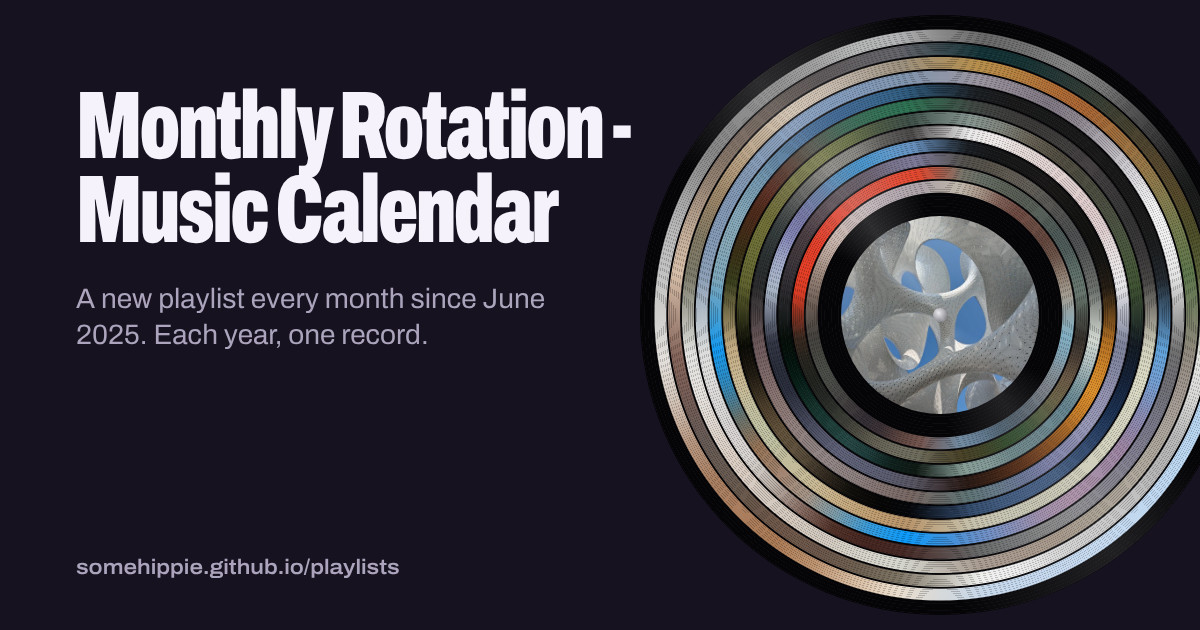 Monthly Rotation -
Music Calendar
A new playlist every month since June
2025. Each year, one record.
somehippie.github.io/playlists